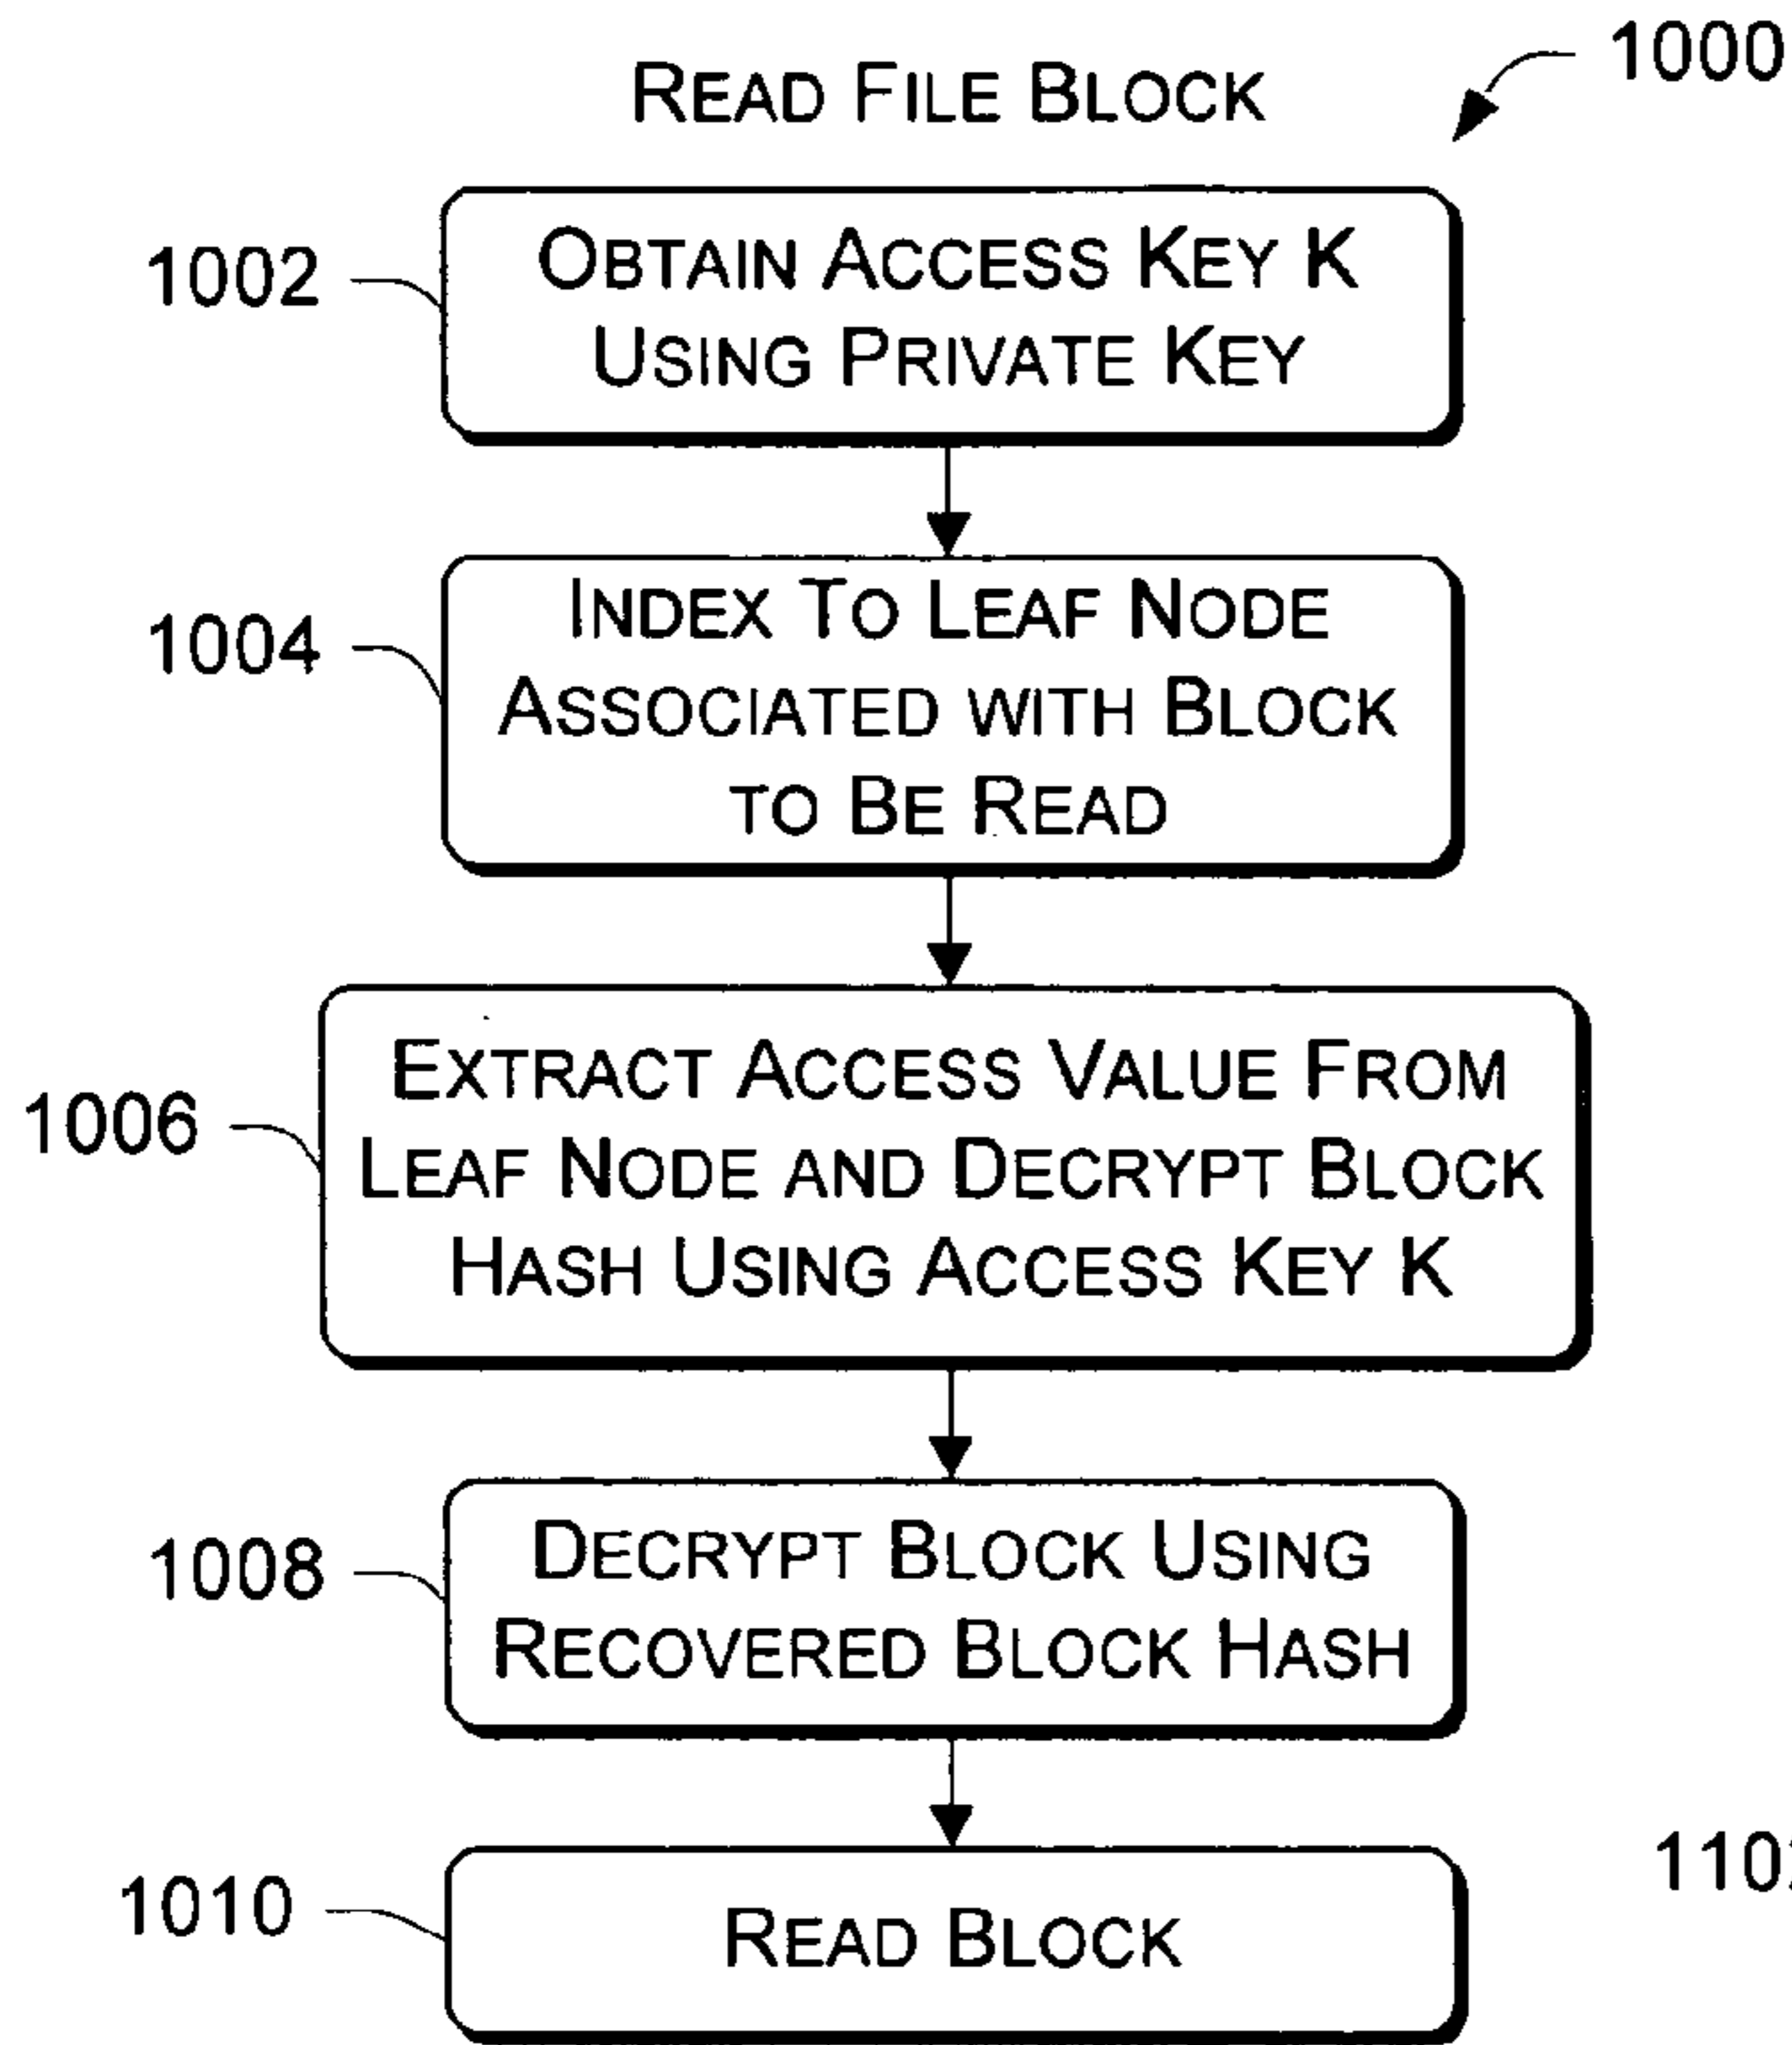 1000
READ FILE BLOCK
1002
OBTAIN ACCESS KEY K
USING PRIVATE KEY
1004
INDEX TO LEAF NODE
ASSOCIATED WITH BLOCK
TO BE READ
1006
EXTRACT ACCESS VALUE FROM
LEAF NODE AND DECRYPT BLOCK
HASH USING ACCESS KEY K
1008
DECRYPT BLOCK USING
RECOVERED BLOCK HASH
1010
READ BLOCK